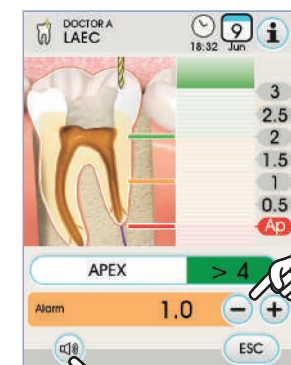 DOCTOR A
LAEC
18:32
9
Jun
i
3
2.5
2
1.5
1
0.5
Ap
APEX > 4
Alarm 1.0 − +
ESC